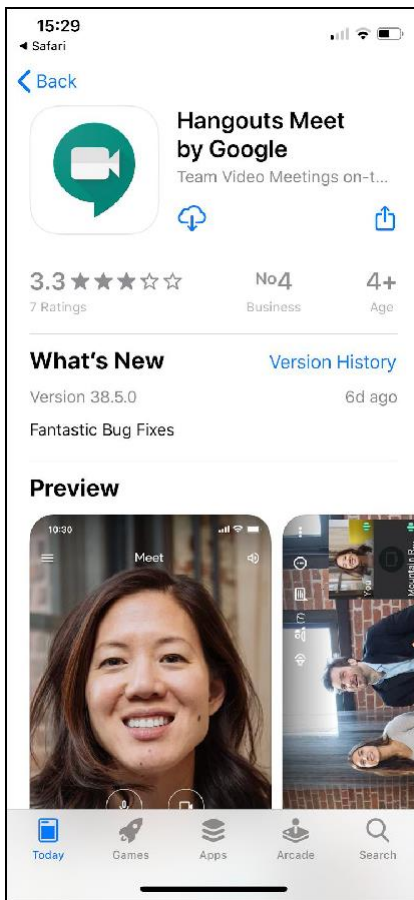 15:29
◀ Safari
Back
Hangouts Meet
by Google
Team Video Meetings on-t...
3.3 ★★★☆☆ No4 4+
7 Ratings Business Age
What's New Version History
Version 38.5.0 6d ago
Fantastic Bug Fixes
Preview
10:30
Meet
You
Mountain R...
(7)
Today Games Apps Arcade Search